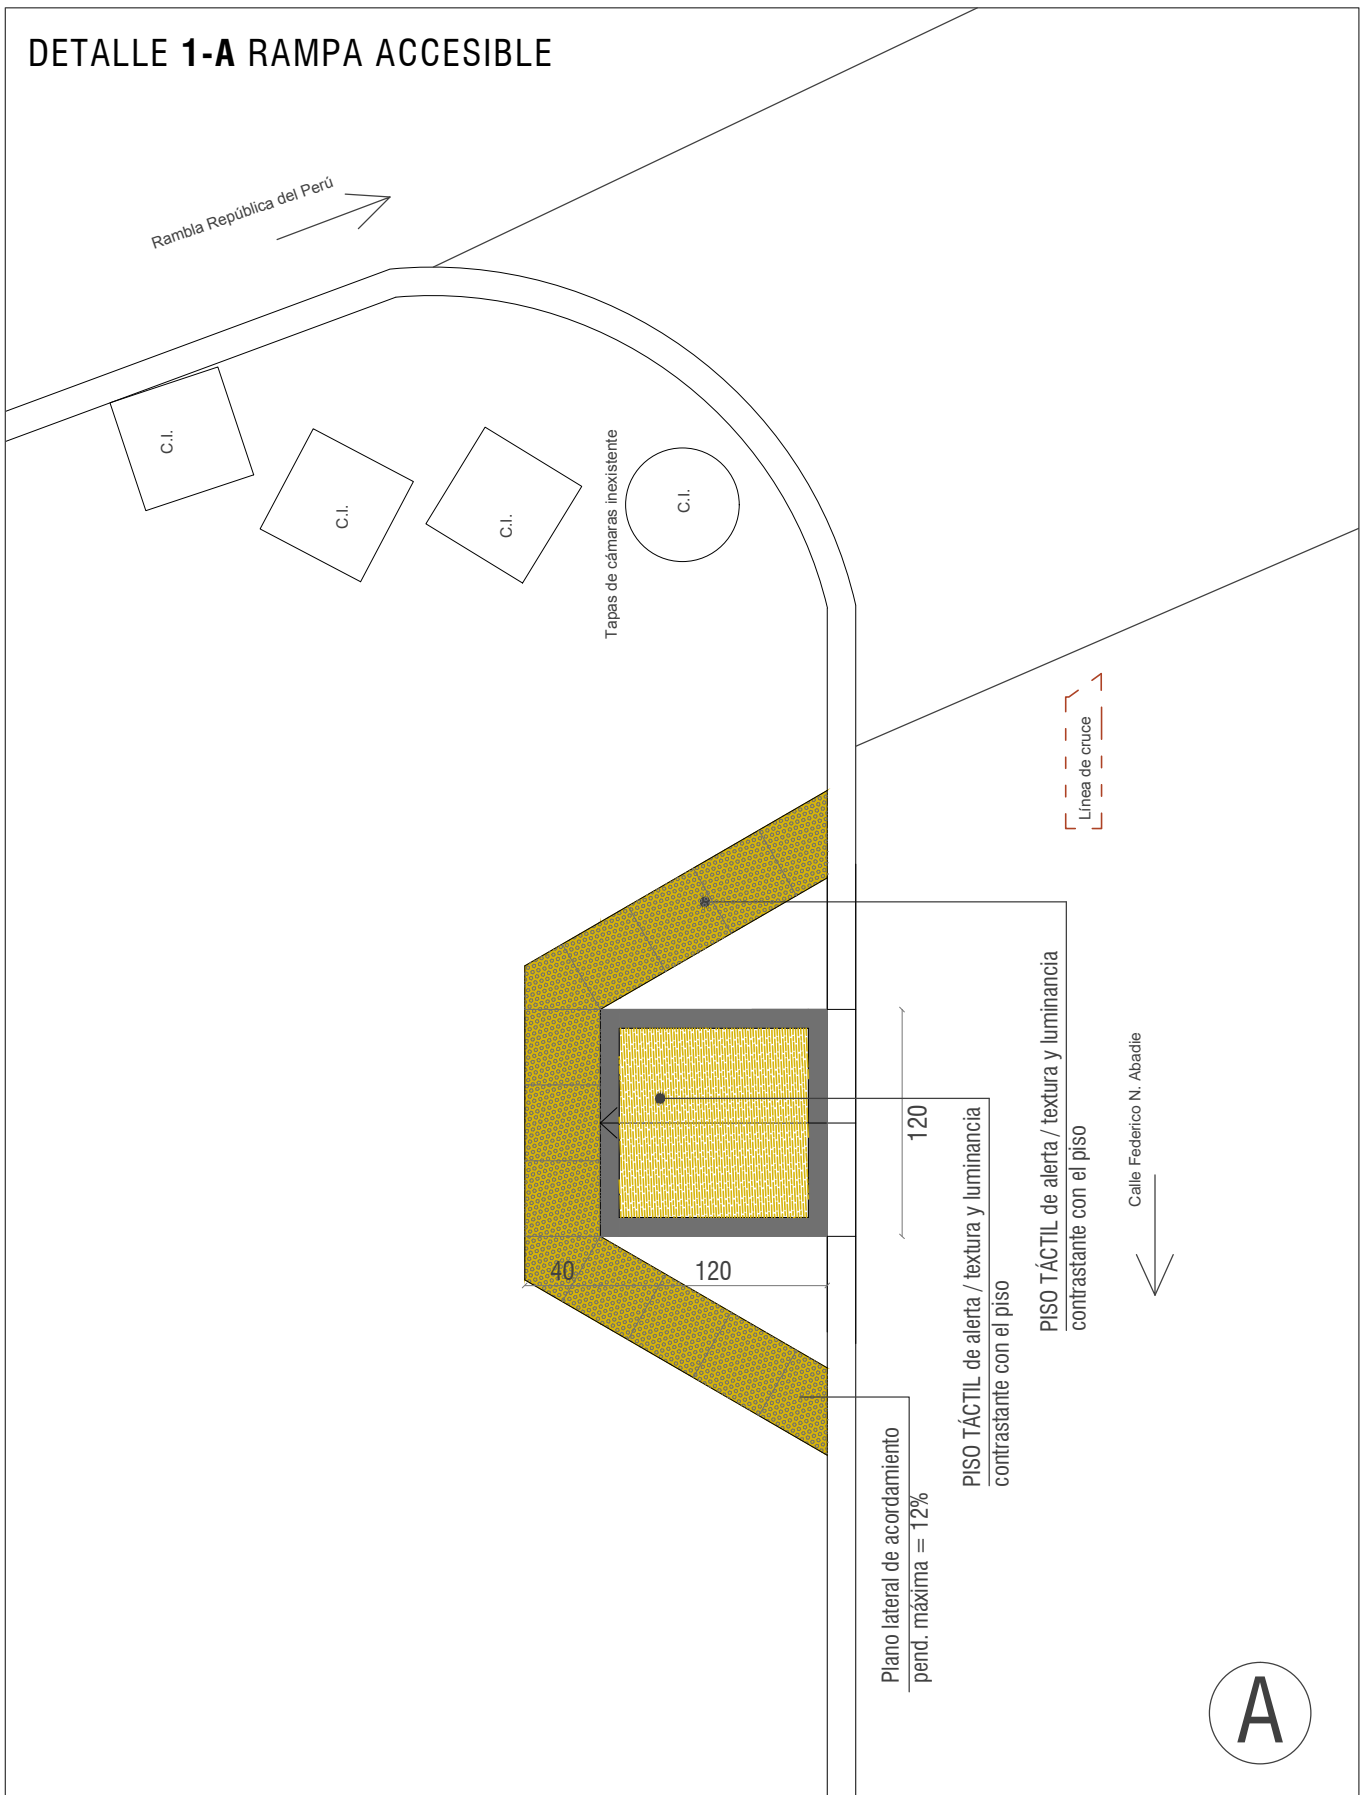 DETALLE 1-A RAMPA ACCESIBLE
Rambla República del Perú
C.I.
C.I.
C.I.
C.I.
Tapas de cámaras inexistente
Línea de cruce
PISO TÁCTIL de alerta / textura y luminancia
contrastante con el piso
Calle Federico N. Abadie
120
PISO TÁCTIL de alerta / textura y luminancia
contrastante con el piso
40
120
Plano lateral de acordamiento
pend. máxima = 12%
A